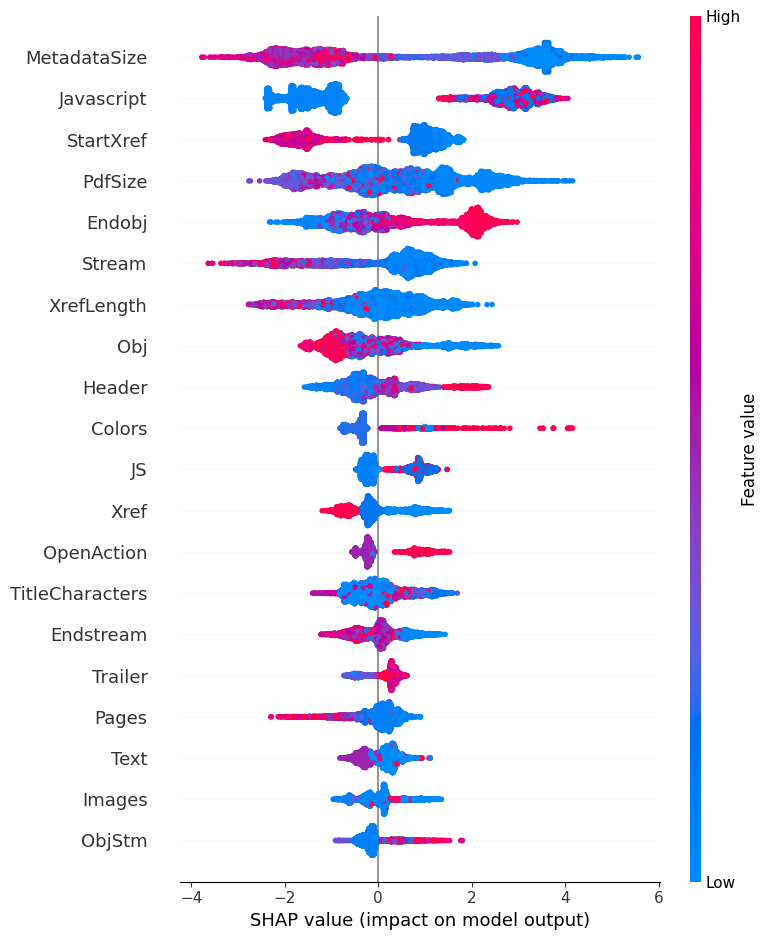 High
MetadataSize
Javascript
StartXref
PdfSize
Endobj
Stream
XrefLength
Obj
Header
Colors
JS
Xref
OpenAction
TitleCharacters
Endstream
Trailer
Pages
Text
Images
ObjStm
Feature value
Low
−4 −2 0 2 4 6
SHAP value (impact on model output)